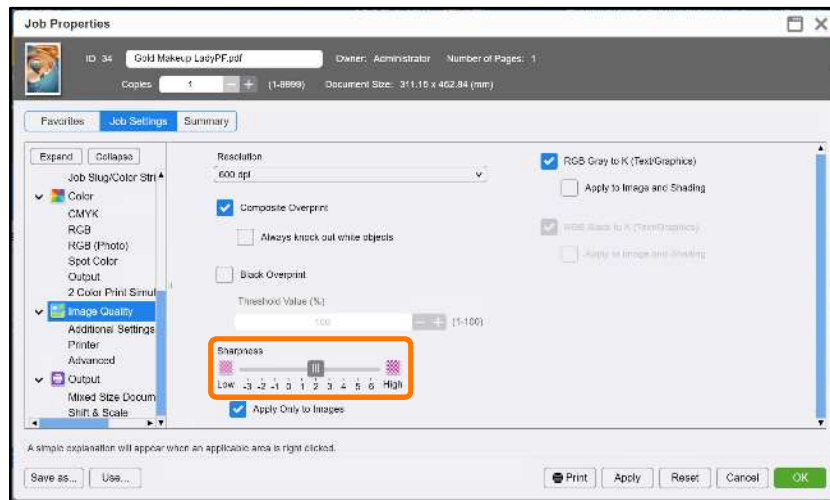 Job Properties
ID 34 Gold Makeup LadyPF.pdf Owner: Administrator Number of Pages: 1
Copies 1 (1-9999) Document Size: 311.15 x 462.84 (mm)
Favorites Job Settings Summary
Expand Collapse
Job Slug/Color Stri
Color
CMYK
RGB
RGB (Photo)
Spot Color
Output
2 Color Print Simul
Image Quality
Additional Settings
Printer
Advanced
Output
Mixed Size Docum
Shift & Scale
Resolution
600 dpi
Composite Overprint
Always knock out white objects
Black Overprint
Threshold Value (%)
100 (1-100)
Sharpness
Low -3 -2 -1 0 1 2 3 4 5 6 High
Apply Only to Images
RGB Gray to K (Text/Graphics)
Apply to Image and Shading
RGB Black to K (Text/Graphics)
Apply to Image and Shading
A simple explanation will appear when an applicable area is right clicked.
Save as... Use... Print Apply Reset Cancel OK